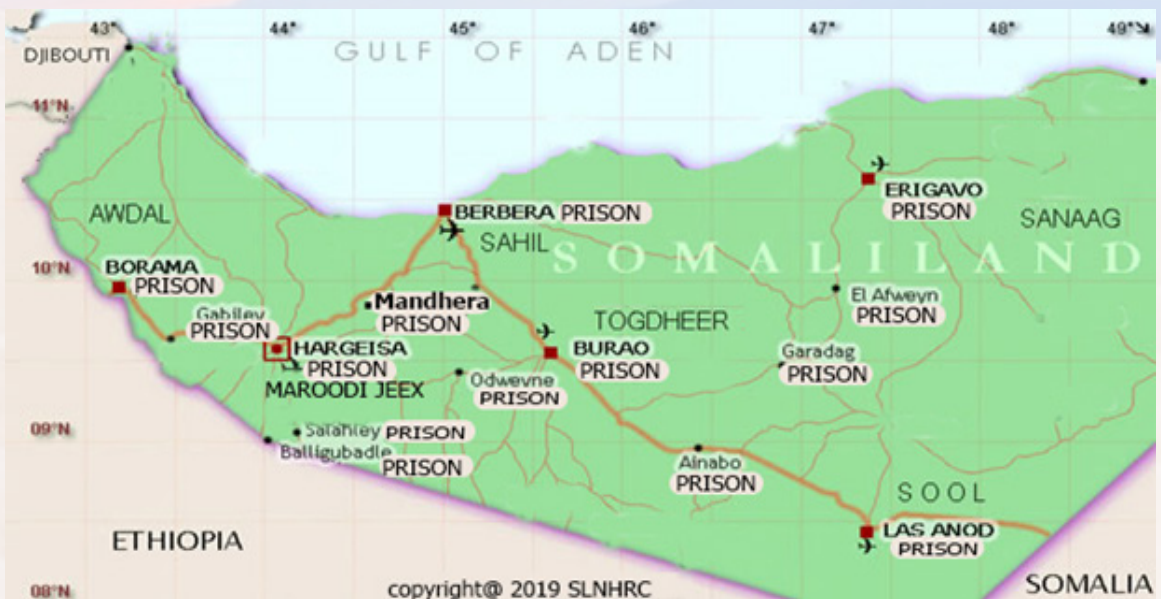 43° 44° 45° 46° 47° 48° 49°
DJIBOUTI
GULF OF ADEN
11°N
ERIGAVO
PRISON
AWDAL
BERBERA PRISON
SANAAG
SAHIL
SOMALILAND
10°N
BORAMA
PRISON
El Afweyn
PRISON
Mandhera
PRISON
Gabiley
PRISON
TOGDHEER
HARGEISA
PRISON
BURAO
PRISON
Garadag
PRISON
MAROODI JEEX
Odweyne
PRISON
09°N
Salahley PRISON
Balligubadle
PRISON
Ainabo
PRISON
SOOL
LAS ANOD
PRISON
ETHIOPIA
08°N
copyright@ 2019 SLNHRC
SOMALIA